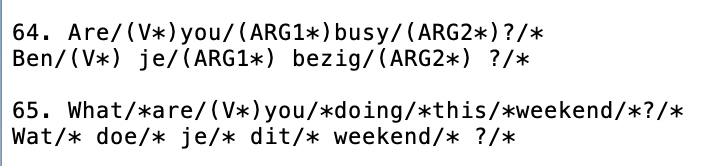 64. Are/(V*)you/(ARG1*)busy/(ARG2*)?/*
Ben/(V*) je/(ARG1*) bezig/(ARG2*) ?/*
65. What/*are/(V*)you/*doing/*this/*weekend/*?/*
Wat/* doe/* je/* dit/* weekend/* ?/*